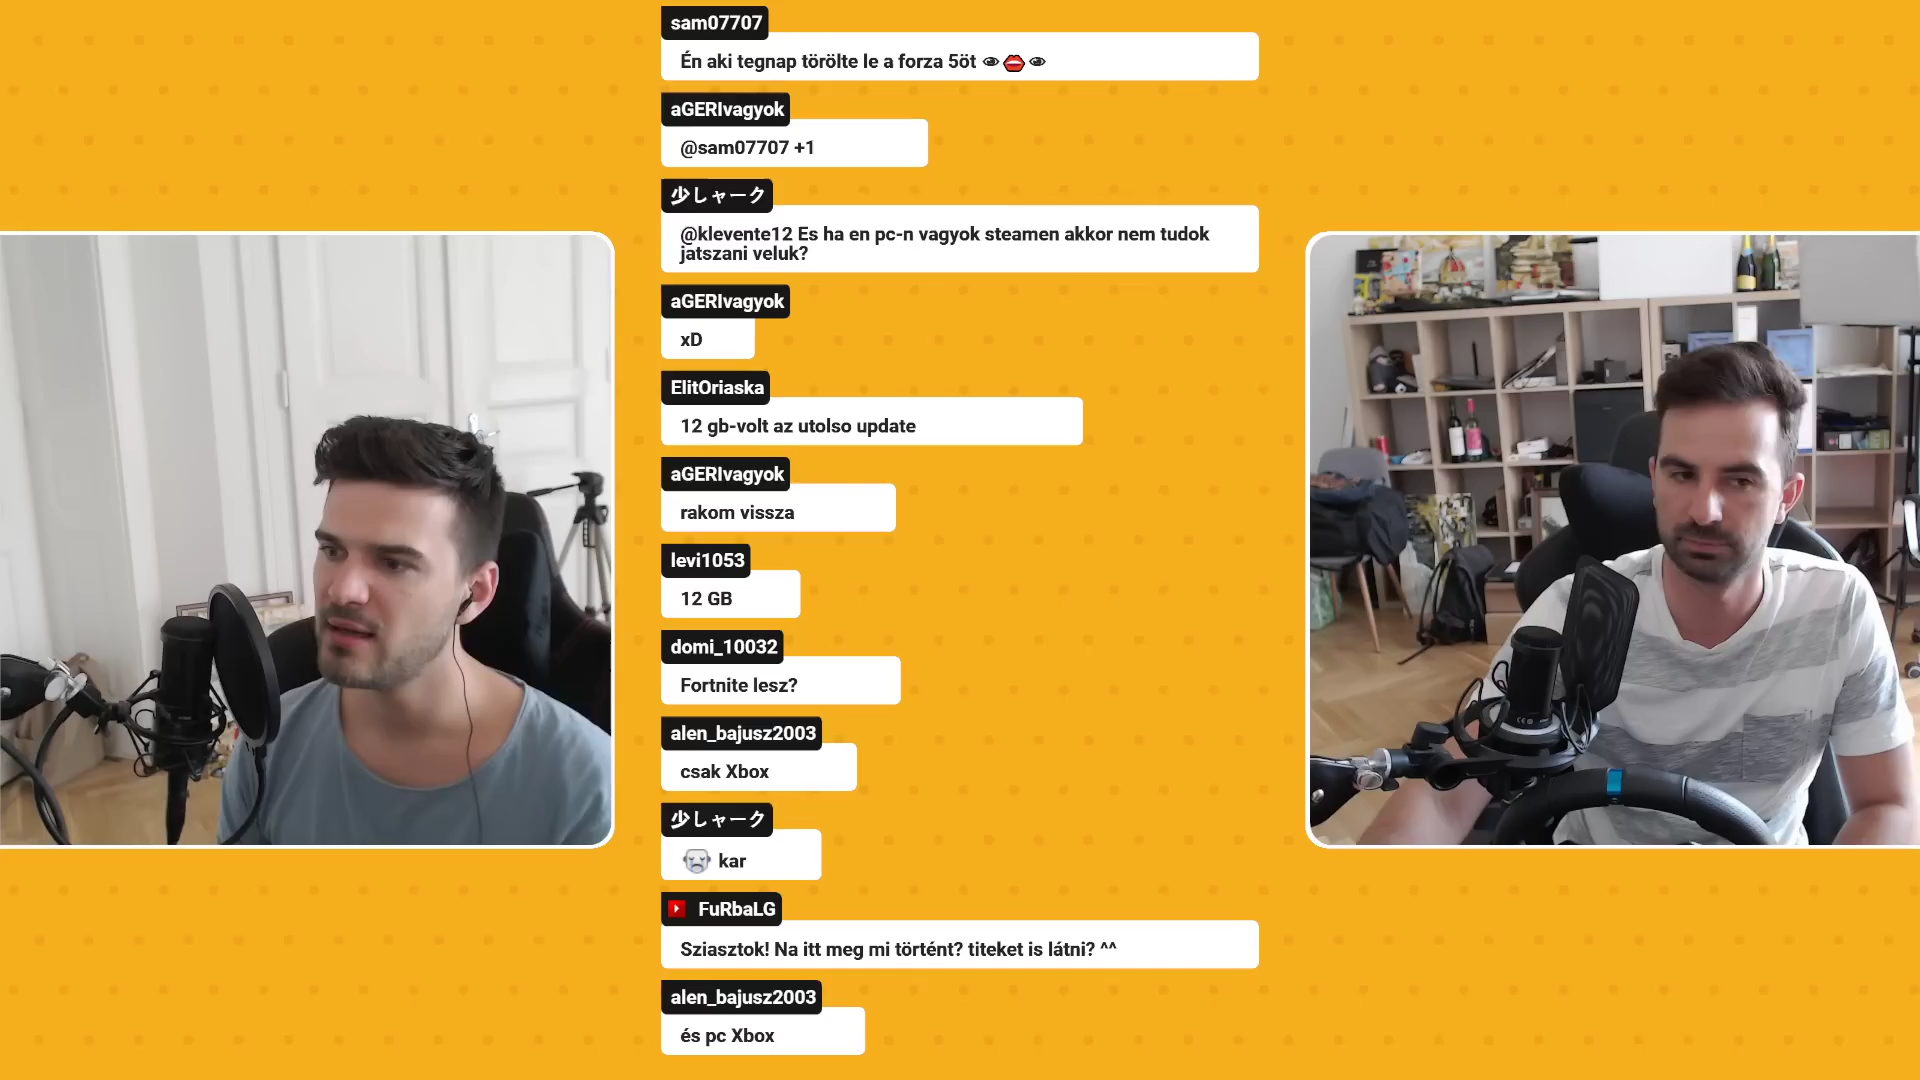 sam07707
Én aki tegnap törölte le a forza 5öt 👁👄👁
aGERIvagyok
@sam07707 +1
少しャーク
@klevente12 Es ha en pc-n vagyok steamen akkor nem tudok
jatszani veluk?
aGERIvagyok
xD
ElitOriaska
12 gb-volt az utolso update
aGERIvagyok
rakom vissza
levi1053
12 GB
domi_10032
Fortnite lesz?
alen_bajusz2003
csak Xbox
少しャーク
kar
FuRbaLG
Sziasztok! Na itt meg mi történt? titeket is látni? ^^
alen_bajusz2003
és pc Xbox